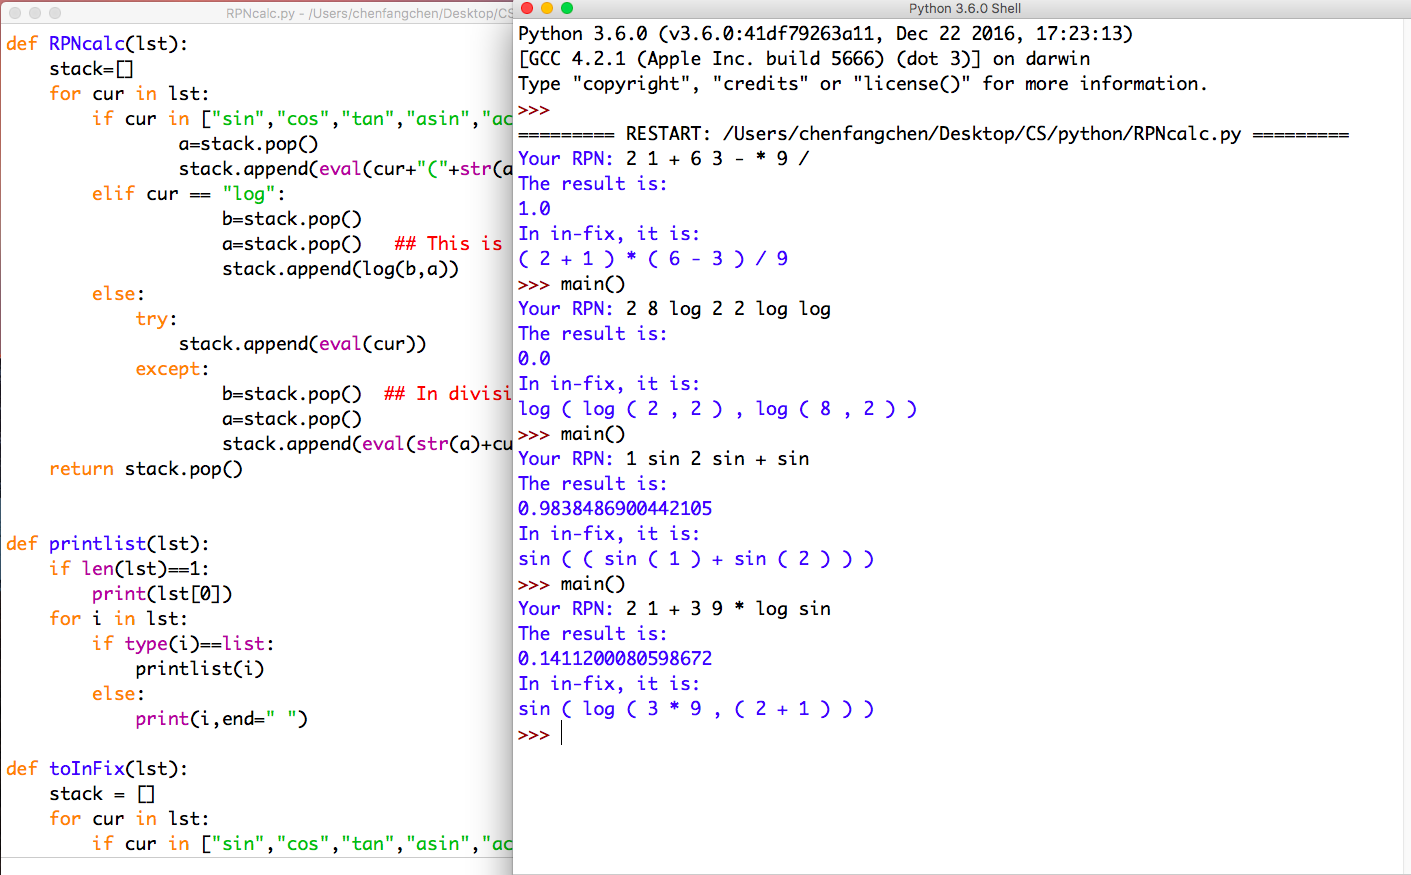 RPNcalc.py - /Users/chenfangchen/Desktop/CS
def RPNcalc(lst):
    stack=[]
    for cur in lst:
        if cur in ["sin","cos","tan","asin","ac
                a=stack.pop()
                stack.append(eval(cur+"("+str(a
        elif cur == "log":
                    b=stack.pop()
                    a=stack.pop()   ## This is
                    stack.append(log(b,a))
        else:
            try:
                stack.append(eval(cur))
            except:
                    b=stack.pop()  ## In divisi
                    a=stack.pop()
                    stack.append(eval(str(a)+cu
    return stack.pop()
def printlist(lst):
    if len(lst)==1:
        print(lst[0])
    for i in lst:
        if type(i)==list:
            printlist(i)
        else:
            print(i,end=" ")
def toInFix(lst):
    stack = []
    for cur in lst:
        if cur in ["sin","cos","tan","asin","ac
Python 3.6.0 Shell
Python 3.6.0 (v3.6.0:41df79263a11, Dec 22 2016, 17:23:13)
[GCC 4.2.1 (Apple Inc. build 5666) (dot 3)] on darwin
Type "copyright", "credits" or "license()" for more information.
>>>
========= RESTART: /Users/chenfangchen/Desktop/CS/python/RPNcalc.py =========
Your RPN: 2 1 + 6 3 - * 9 /
The result is:
1.0
In in-fix, it is:
( 2 + 1 ) * ( 6 - 3 ) / 9
>>> main()
Your RPN: 2 8 log 2 2 log log
The result is:
0.0
In in-fix, it is:
log ( log ( 2 , 2 ) , log ( 8 , 2 ) )
>>> main()
Your RPN: 1 sin 2 sin + sin
The result is:
0.9838486900442105
In in-fix, it is:
sin ( ( sin ( 1 ) + sin ( 2 ) ) )
>>> main()
Your RPN: 2 1 + 3 9 * log sin
The result is:
0.1411200080598672
In in-fix, it is:
sin ( log ( 3 * 9 , ( 2 + 1 ) ) )
>>>